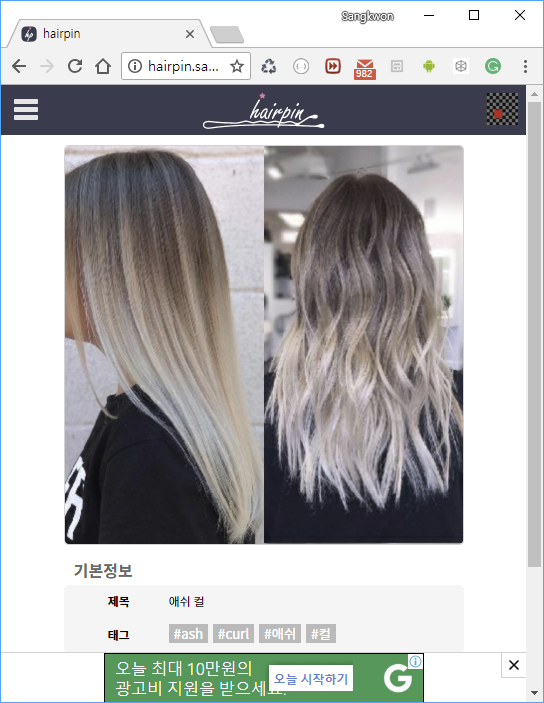 Sangkwon
hairpin
hairpin.sa...
982
hairpin
기본정보
제목 애쉬 컬
태그 #ash #curl #애쉬 #컬
오늘 최대 10만원의
광고비 지원을 받으세요!
오늘 시작하기